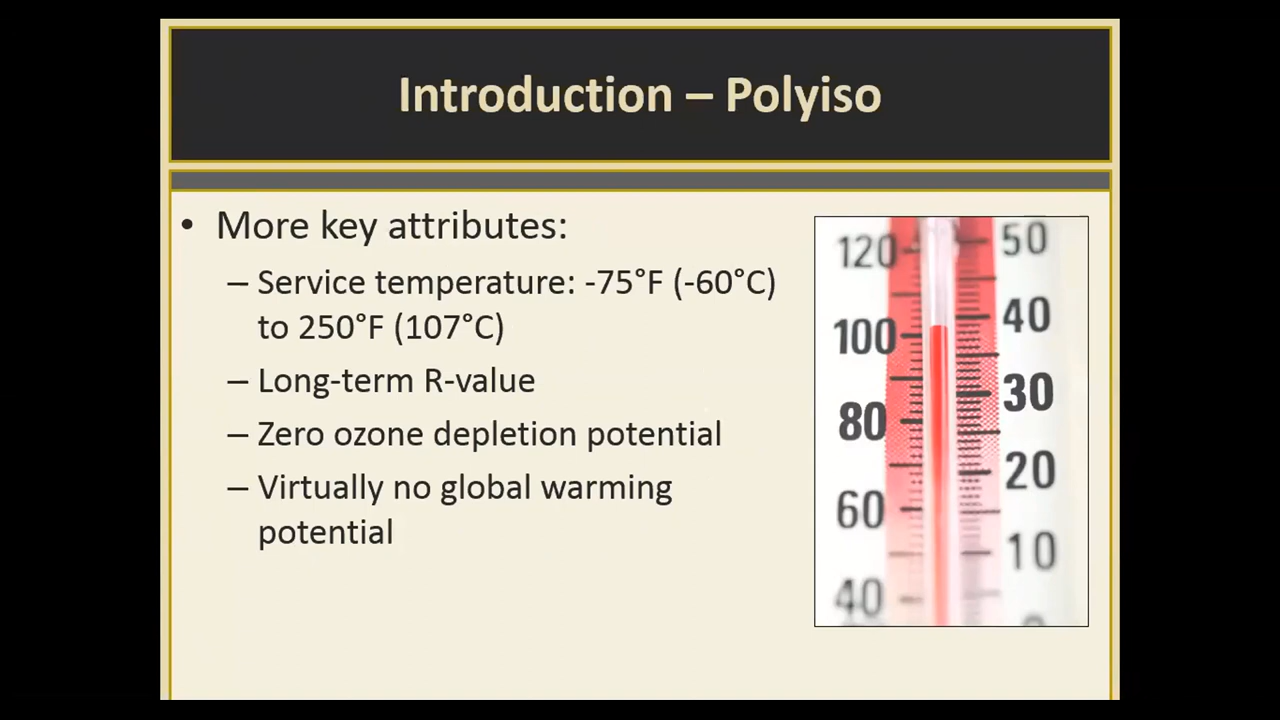 Introduction – Polyiso
• More key attributes:
– Service temperature: -75°F (-60°C)
to 250°F (107°C)
– Long-term R-value
– Zero ozone depletion potential
– Virtually no global warming
potential
120 50
100 40
80 30
60 20
40 10
0